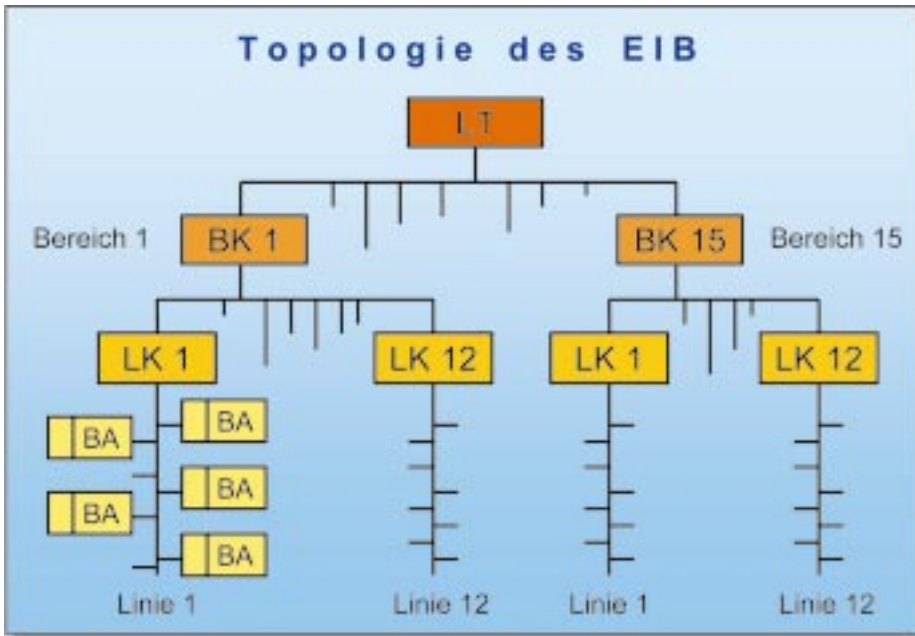 Topologie des EIB
LT
Bereich 1
BK 1
BK 15
Bereich 15
LK 1
LK 12
LK 1
LK 12
BA
BA
BA
BA
BA
Linie 1
Linie 12
Linie 1
Linie 12